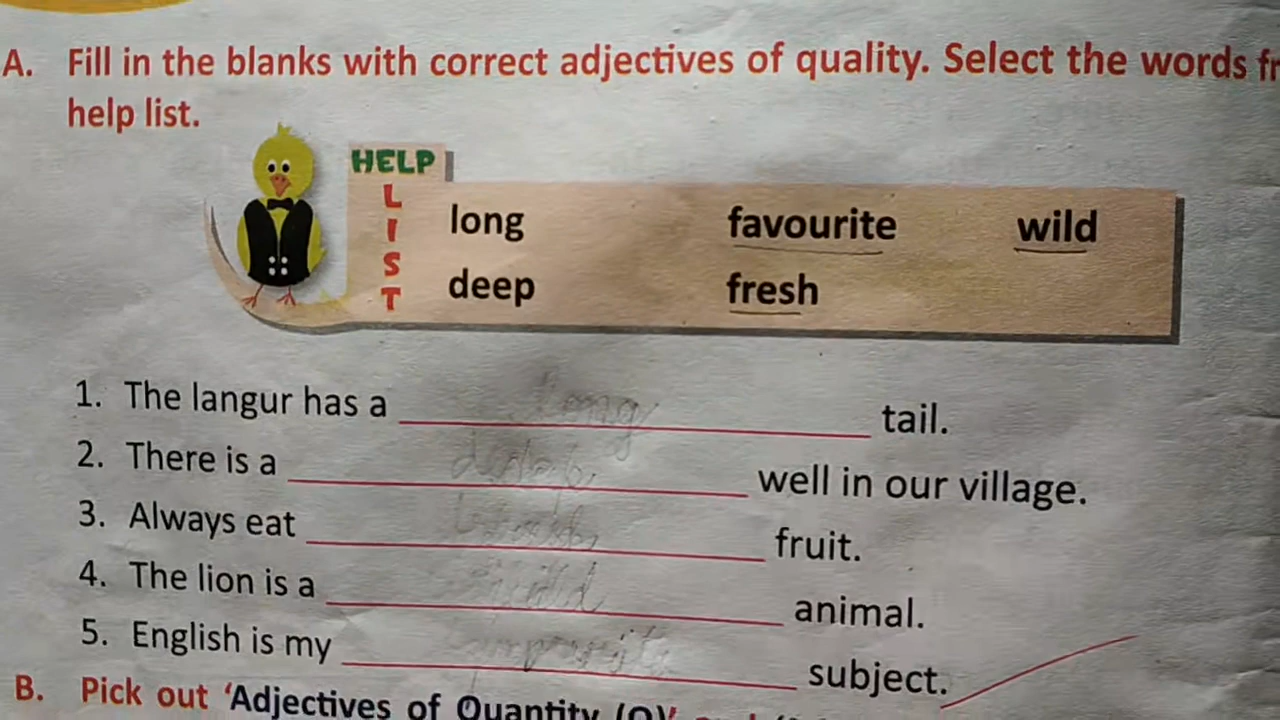 A. Fill in the blanks with correct adjectives of quality. Select the words fr
help list.
HELP
LIST
long favourite wild
deep fresh
1. The langur has a long tail.
2. There is a well in our village.
3. Always eat fruit.
4. The lion is a wild animal.
5. English is my subject.
B. Pick out ‘Adjectives of Quantity (Q)’